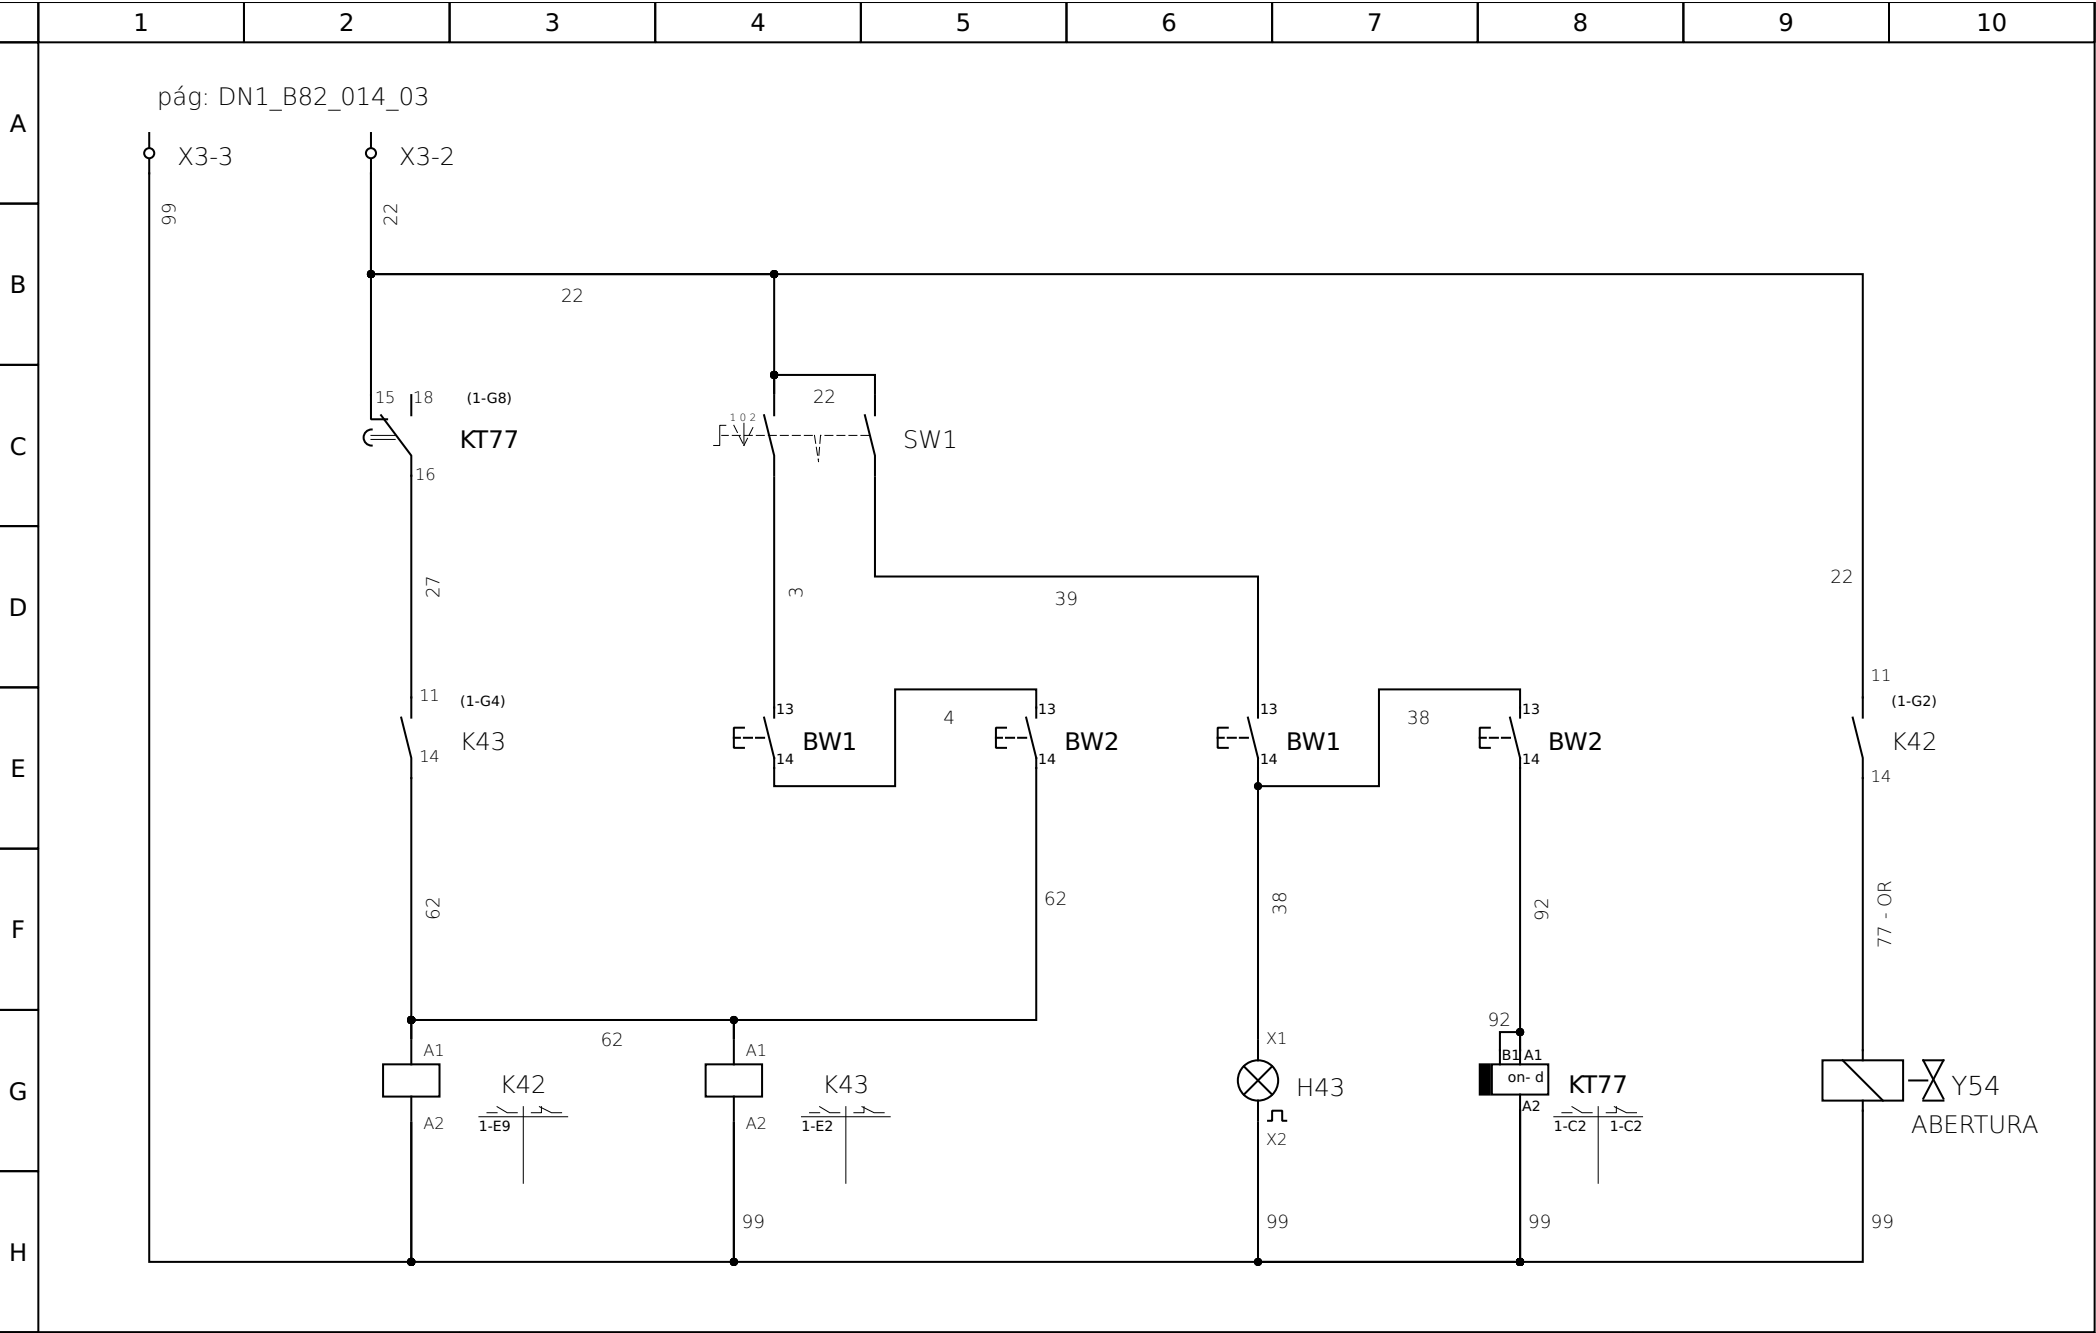 1 2 3 4 5 6 7 8 9 10
A
B
C
D
E
F
G
H
pág: DN1_B82_014_03
X3-3
X3-2
99
22
22
15
18
(1-G8)
KT77
16
22
1 0 2
SW1
27
3
39
22
11
(1-G4)
K43
14
13
BW1
14
4
13
BW2
14
13
BW1
14
38
13
BW2
14
11
(1-G2)
K42
14
62
62
38
92
77 - OR
62
A1
K42
A2
1-E9
A1
K43
A2
1-E2
X1
H43
X2
92
B1
A1
on- d
KT77
A2
1-C2
1-C2
Y54
ABERTURA
99
99
99
99